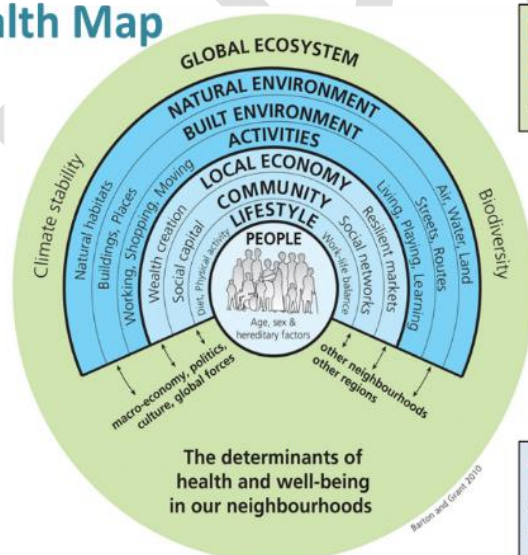 alth Map
GLOBAL ECOSYSTEM
NATURAL ENVIRONMENT
BUILT ENVIRONMENT
ACTIVITIES
LOCAL ECONOMY
COMMUNITY
LIFESTYLE
PEOPLE
Age, sex &
hereditary factors
Climate stability
Natural habitats
Buildings, Places
Working, Shopping, Moving
Wealth creation
Social capital
Diet, Physical activity
Work-life balance
Social networks
Resilient markets
Living, Playing, Learning
Streets, Routes
Air, Water, Land
Biodiversity
macro-economy, politics,
culture, global forces
other neighbourhoods
other regions
The determinants of
health and well-being
in our neighbourhoods
Barton and Grant 2010